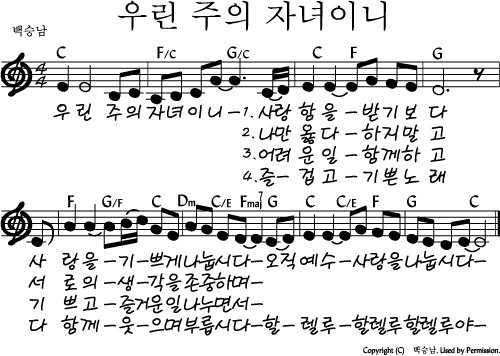 우린 주의 자녀이니
백승남
C F/C G/C C F G
우린 주의자녀이니-1.사랑 함을-받기보 다
2.나만 옳다-하지말 고
3.어려 운일-함께하 고
4.즐- 겁고-기쁜노 래
F G/F C Dm C/E Fmaj7 G C C/E F G C
사 랑을-기-쁘게나눕시다-오직예수-사랑을나눕시다-
서 로의-생-각을존중하며-
기 쁘고-즐거운일나누면서-
다 함께-웃-으며부릅시다-할-렐루-할렐루할렐루야-
Copyright (C) 백승남. Used by Permission.